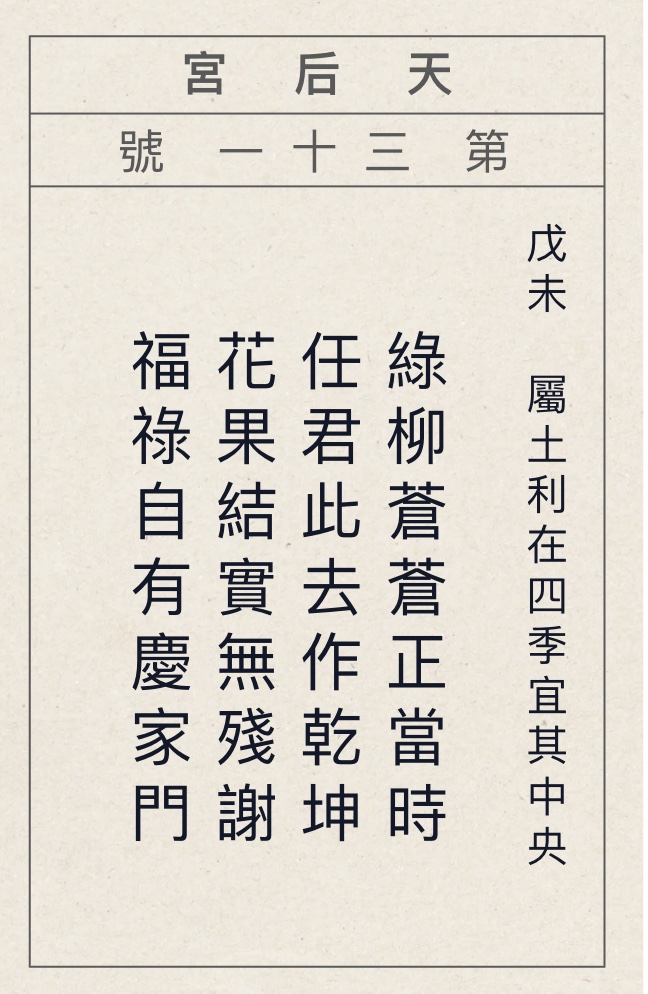 天后宮
第三十一號
戊未　屬土利在四季宜其中央
綠柳蒼蒼正當時
任君此去作乾坤
花果結實無殘謝
福祿自有慶家門